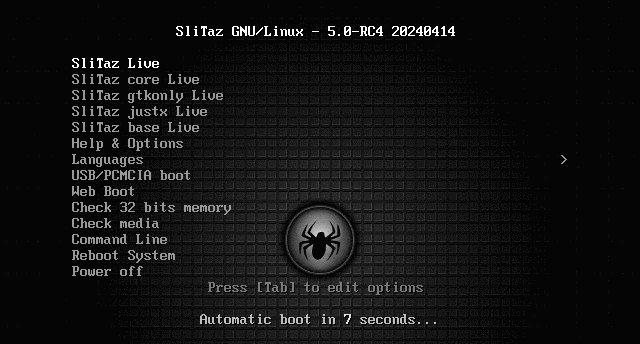 SliTaz GNU/Linux - 5.0-RC4 20240414
SliTaz Live
SliTaz core Live
SliTaz gtkonly Live
SliTaz justx Live
SliTaz base Live
Help & Options
Languages >
USB/PCMCIA boot
Web Boot
Check 32 bits memory
Check media
Command Line
Reboot System
Power off
Press [Tab] to edit options
Automatic boot in 7 seconds...